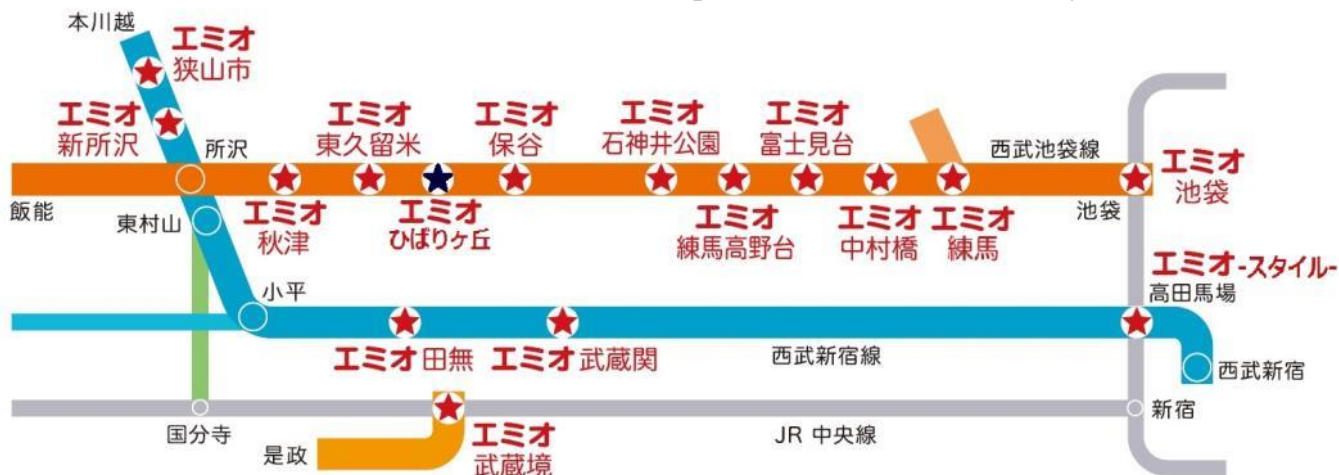 本川越
エミオ
狭山市
エミオ
新所沢
所沢
エミオ
東久留米
エミオ
保谷
エミオ
石神井公園
エミオ
富士見台
西武池袋線
エミオ
池袋
飯能
東村山
エミオ
秋津
エミオ
ひばりヶ丘
エミオ
練馬高野台
エミオ
中村橋
エミオ
練馬
池袋
エミオ-スタイル-
高田馬場
小平
エミオ 田無
エミオ 武蔵関
西武新宿線
西武新宿
国分寺
エミオ
武蔵境
JR 中央線
新宿
是政